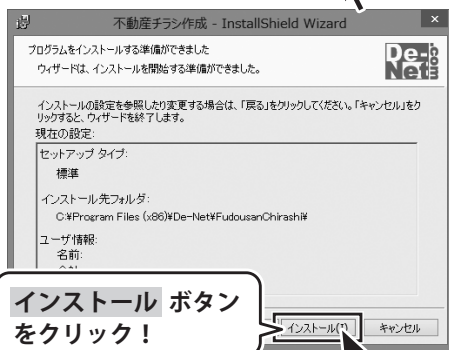 不動産チラシ作成 - InstallShield Wizard
プログラムをインストールする準備ができました
ウィザードは、インストールを開始する準備ができました。
De-Net.com
インストールの設定を参照したり変更する場合は、「戻る」をクリックしてください。「キャンセル」をク
リックすると、ウィザードを終了します。
現在の設定:
セットアップ タイプ:
標準
インストール先フォルダ:
C:¥Program Files (x86)¥De-Net¥FudousanChirashi¥
ユーザ情報:
名前:
インストール ボタン
をクリック!
インストール(I)
キャンセル